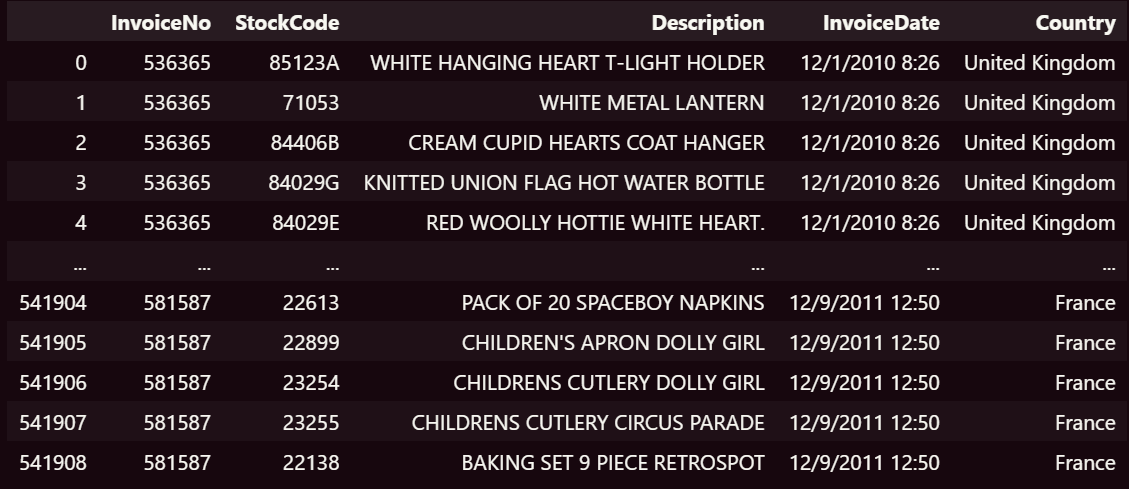 InvoiceNo StockCode Description InvoiceDate Country
0 536365 85123A WHITE HANGING HEART T-LIGHT HOLDER 12/1/2010 8:26 United Kingdom
1 536365 71053 WHITE METAL LANTERN 12/1/2010 8:26 United Kingdom
2 536365 84406B CREAM CUPID HEARTS COAT HANGER 12/1/2010 8:26 United Kingdom
3 536365 84029G KNITTED UNION FLAG HOT WATER BOTTLE 12/1/2010 8:26 United Kingdom
4 536365 84029E RED WOOLLY HOTTIE WHITE HEART. 12/1/2010 8:26 United Kingdom
... ... ... ... ... ...
541904 581587 22613 PACK OF 20 SPACEBOY NAPKINS 12/9/2011 12:50 France
541905 581587 22899 CHILDREN'S APRON DOLLY GIRL 12/9/2011 12:50 France
541906 581587 23254 CHILDRENS CUTLERY DOLLY GIRL 12/9/2011 12:50 France
541907 581587 23255 CHILDRENS CUTLERY CIRCUS PARADE 12/9/2011 12:50 France
541908 581587 22138 BAKING SET 9 PIECE RETROSPOT 12/9/2011 12:50 France